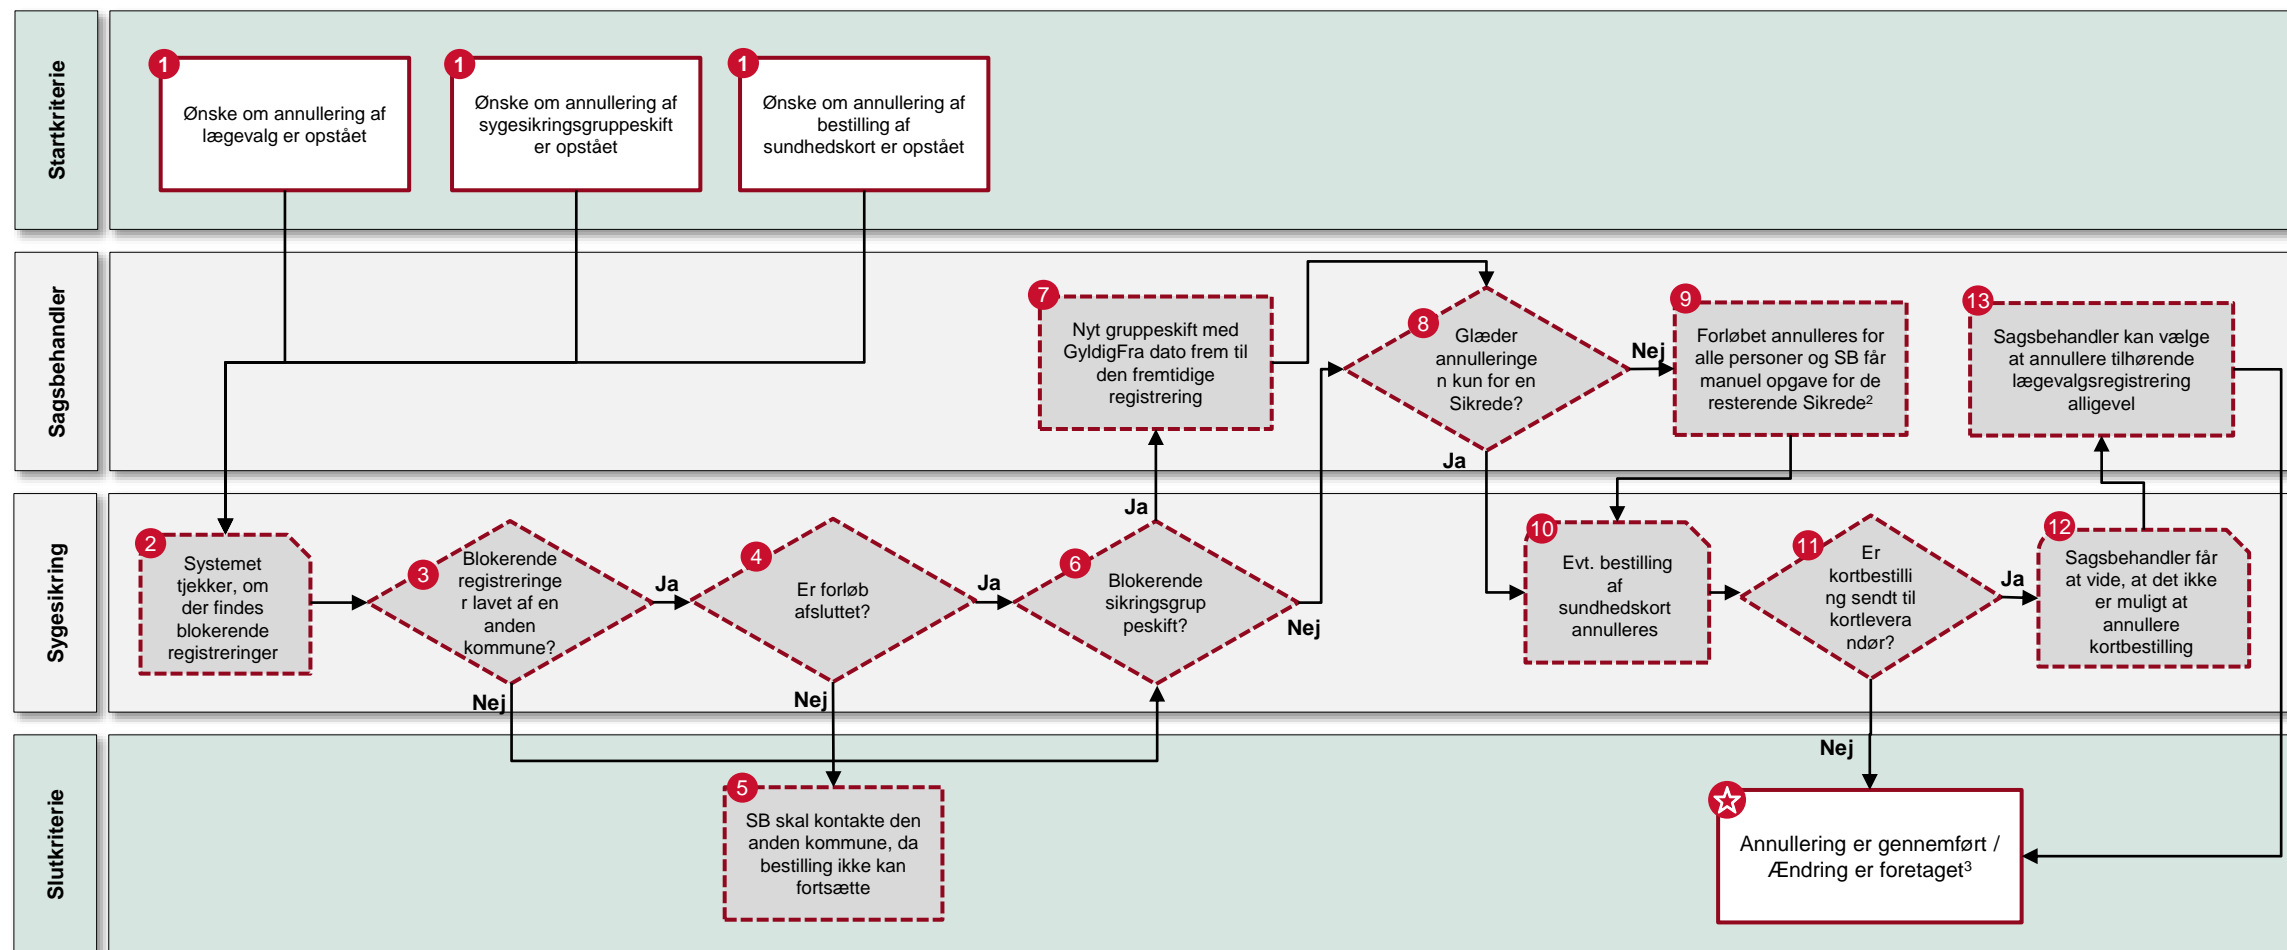 Startkriterie
1
Ønske om annullering af
lægevalg er opstået
1
Ønske om annullering af
sygesikringsgruppeskift
er opstået
1
Ønske om annullering af
bestilling af
sundhedskort er opstået
Sagsbehandler
7
Nyt gruppeskift med
GyldigFra dato frem til
den fremtidige
registrering
8
Glæder
annulleringe
n kun for en
Sikrede?
Nej
Ja
9
Forløbet annulleres for
alle personer og SB får
manuel opgave for de
resterende Sikrede²
13
Sagsbehandler kan vælge
at annullere tilhørende
lægevalgsregistrering
alligevel
Sygesikring
2
Systemet
tjekker, om
der findes
blokerende
registreringer
3
Blokerende
registreringe
r lavet af en
anden
kommune?
Ja
Nej
4
Er forløb
afsluttet?
Ja
Nej
6
Blokerende
sikringsgrup
peskift?
Ja
Nej
10
Evt. bestilling
af
sundhedskort
annulleres
11
Er
kortbestilli
ng sendt til
kortlevera
ndør?
Ja
Nej
12
Sagsbehandler får
at vide, at det ikke
er muligt at
annullere
kortbestilling
Slutkriterie
5
SB skal kontakte den
anden kommune, da
bestilling ikke kan
fortsætte
Annullering er gennemført /
Ændring er foretaget³